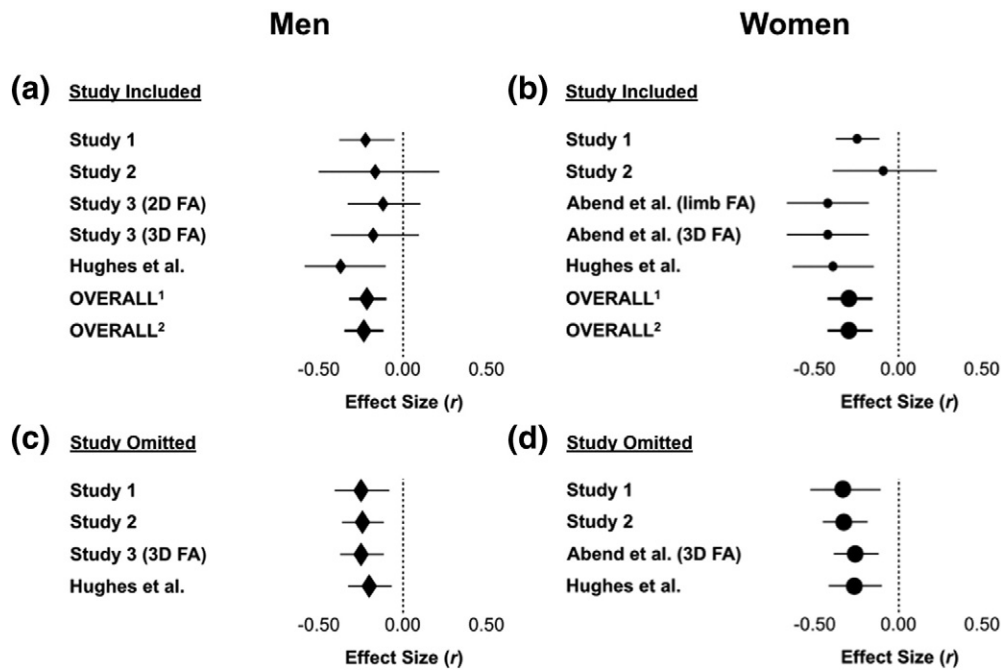 Men
Women
(a) Study Included
Study 1
Study 2
Study 3 (2D FA)
Study 3 (3D FA)
Hughes et al.
OVERALL¹
OVERALL²
-0.50 0.00 0.50
Effect Size (r)
(b) Study Included
Study 1
Study 2
Abend et al. (limb FA)
Abend et al. (3D FA)
Hughes et al.
OVERALL¹
OVERALL²
-0.50 0.00 0.50
Effect Size (r)
(c) Study Omitted
Study 1
Study 2
Study 3 (3D FA)
Hughes et al.
-0.50 0.00 0.50
Effect Size (r)
(d) Study Omitted
Study 1
Study 2
Abend et al. (3D FA)
Hughes et al.
-0.50 0.00 0.50
Effect Size (r)